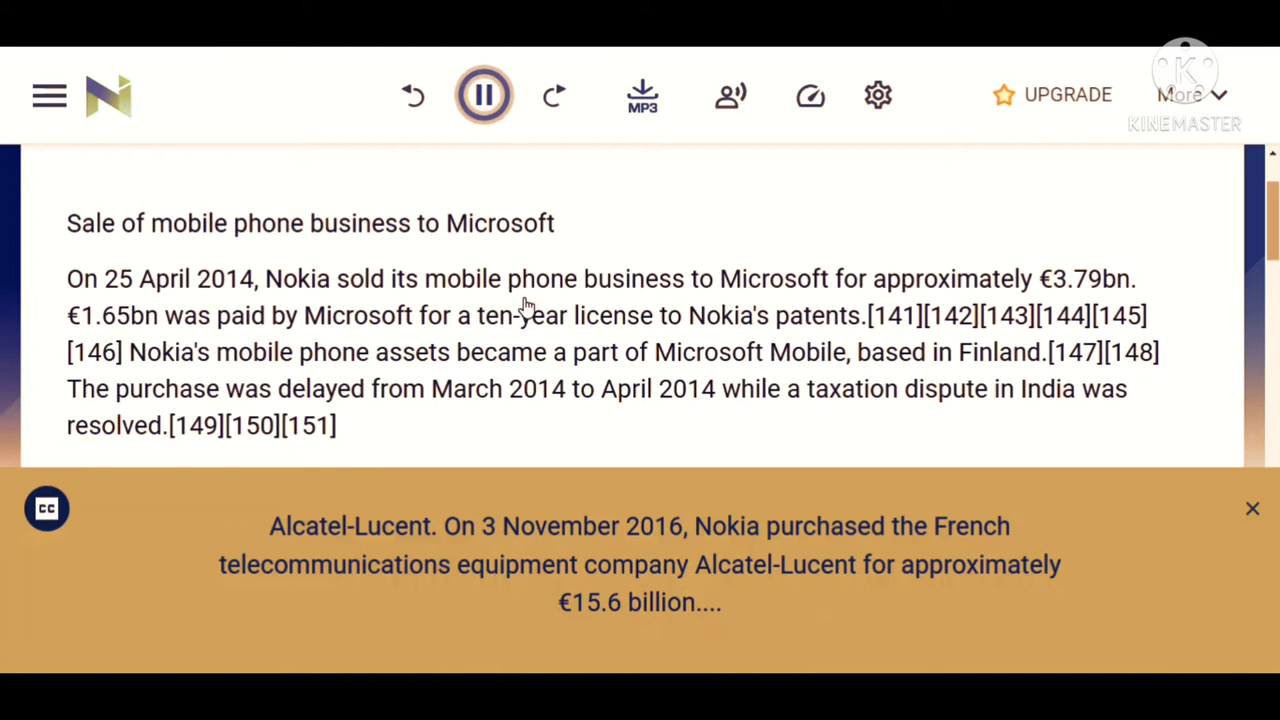 MP3
UPGRADE
More
KINEMASTER
Sale of mobile phone business to Microsoft
On 25 April 2014, Nokia sold its mobile phone business to Microsoft for approximately €3.79bn.
€1.65bn was paid by Microsoft for a ten-year license to Nokia's patents.[141][142][143][144][145]
[146] Nokia's mobile phone assets became a part of Microsoft Mobile, based in Finland.[147][148]
The purchase was delayed from March 2014 to April 2014 while a taxation dispute in India was
resolved.[149][150][151]
CC
Alcatel-Lucent. On 3 November 2016, Nokia purchased the French
telecommunications equipment company Alcatel-Lucent for approximately
€15.6 billion....